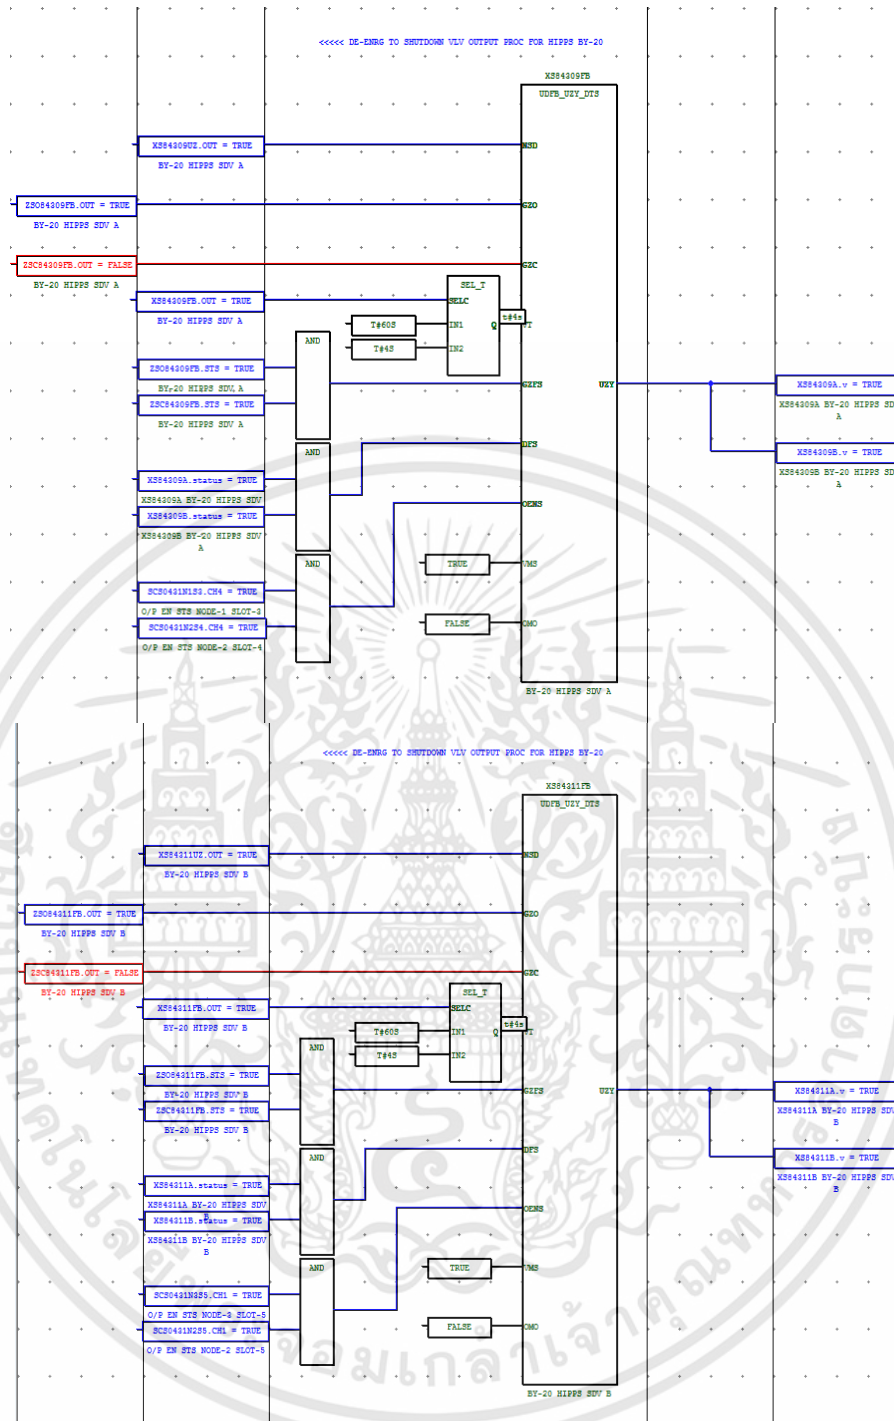 <<<<< DE-ENRG TO SHUTDOWN VLV OUTPUT PROC FOR HIPPS BY-20
XS84309FB
UDFB_UZY_DTS
XS84309UZ.OUT = TRUE
NSD
BY-20 HIPPS SDV A
ZSO84309FB.OUT = TRUE
GZO
BY-20 HIPPS SDV A
ZSC84309FB.OUT = FALSE
GZC
BY-20 HIPPS SDV A
SEL_T
XS84309FB.OUT = TRUE
SELC
BY-20 HIPPS SDV A
T#60S
IN1
Q
t#4s
VT
AND
T#4S
IN2
ZSO84309FB.STS = TRUE
BY-20 HIPPS SDV A
GZFS
UZY
XS84309A.v = TRUE
ZSC84309FB.STS = TRUE
XS84309A BY-20 HIPPS SD
A
BY-20 HIPPS SDV A
DFS
AND
XS84309B.v = TRUE
XS84309B BY-20 HIPPS SD
A
XS84309A.status = TRUE
XS84309A BY-20 HIPPS SDV
OENS
XS84309B.status = TRUE
XS84309B BY-20 HIPPS SDV
A
AND
TRUE
VMS
SCS0431N1S3.CH4 = TRUE
O/P EN STS NODE-1 SLOT-3
SCS0431N2S4.CH4 = TRUE
FALSE
OMO
O/P EN STS NODE-2 SLOT-4
BY-20 HIPPS SDV A
<<<<< DE-ENRG TO SHUTDOWN VLV OUTPUT PROC FOR HIPPS BY-20
XS84311FB
UDFB_UZY_DTS
XS84311UZ.OUT = TRUE
NSD
BY-20 HIPPS SDV B
ZSO84311FB.OUT = TRUE
GZO
BY-20 HIPPS SDV B
ZSC84311FB.OUT = FALSE
GZC
BY-20 HIPPS SDV B
SEL_T
XS84311FB.OUT = TRUE
SELC
BY-20 HIPPS SDV B
T#60S
IN1
Q
t#4s
VT
AND
T#4S
IN2
ZSO84311FB.STS = TRUE
BY-20 HIPPS SDV B
GZFS
UZY
XS84311A.v = TRUE
ZSC84311FB.STS = TRUE
XS84311A BY-20 HIPPS SDV
B
BY-20 HIPPS SDV B
DFS
AND
XS84311B.v = TRUE
XS84311B BY-20 HIPPS SDV
B
XS84311A.status = TRUE
XS84311A BY-20 HIPPS SDV
B
OENS
XS84311B.status = TRUE
XS84311B BY-20 HIPPS SDV
B
AND
TRUE
VMS
SCS0431N3S5.CH1 = TRUE
O/P EN STS NODE-3 SLOT-5
SCS0431N2S5.CH1 = TRUE
FALSE
OMO
O/P EN STS NODE-2 SLOT-5
BY-20 HIPPS SDV B